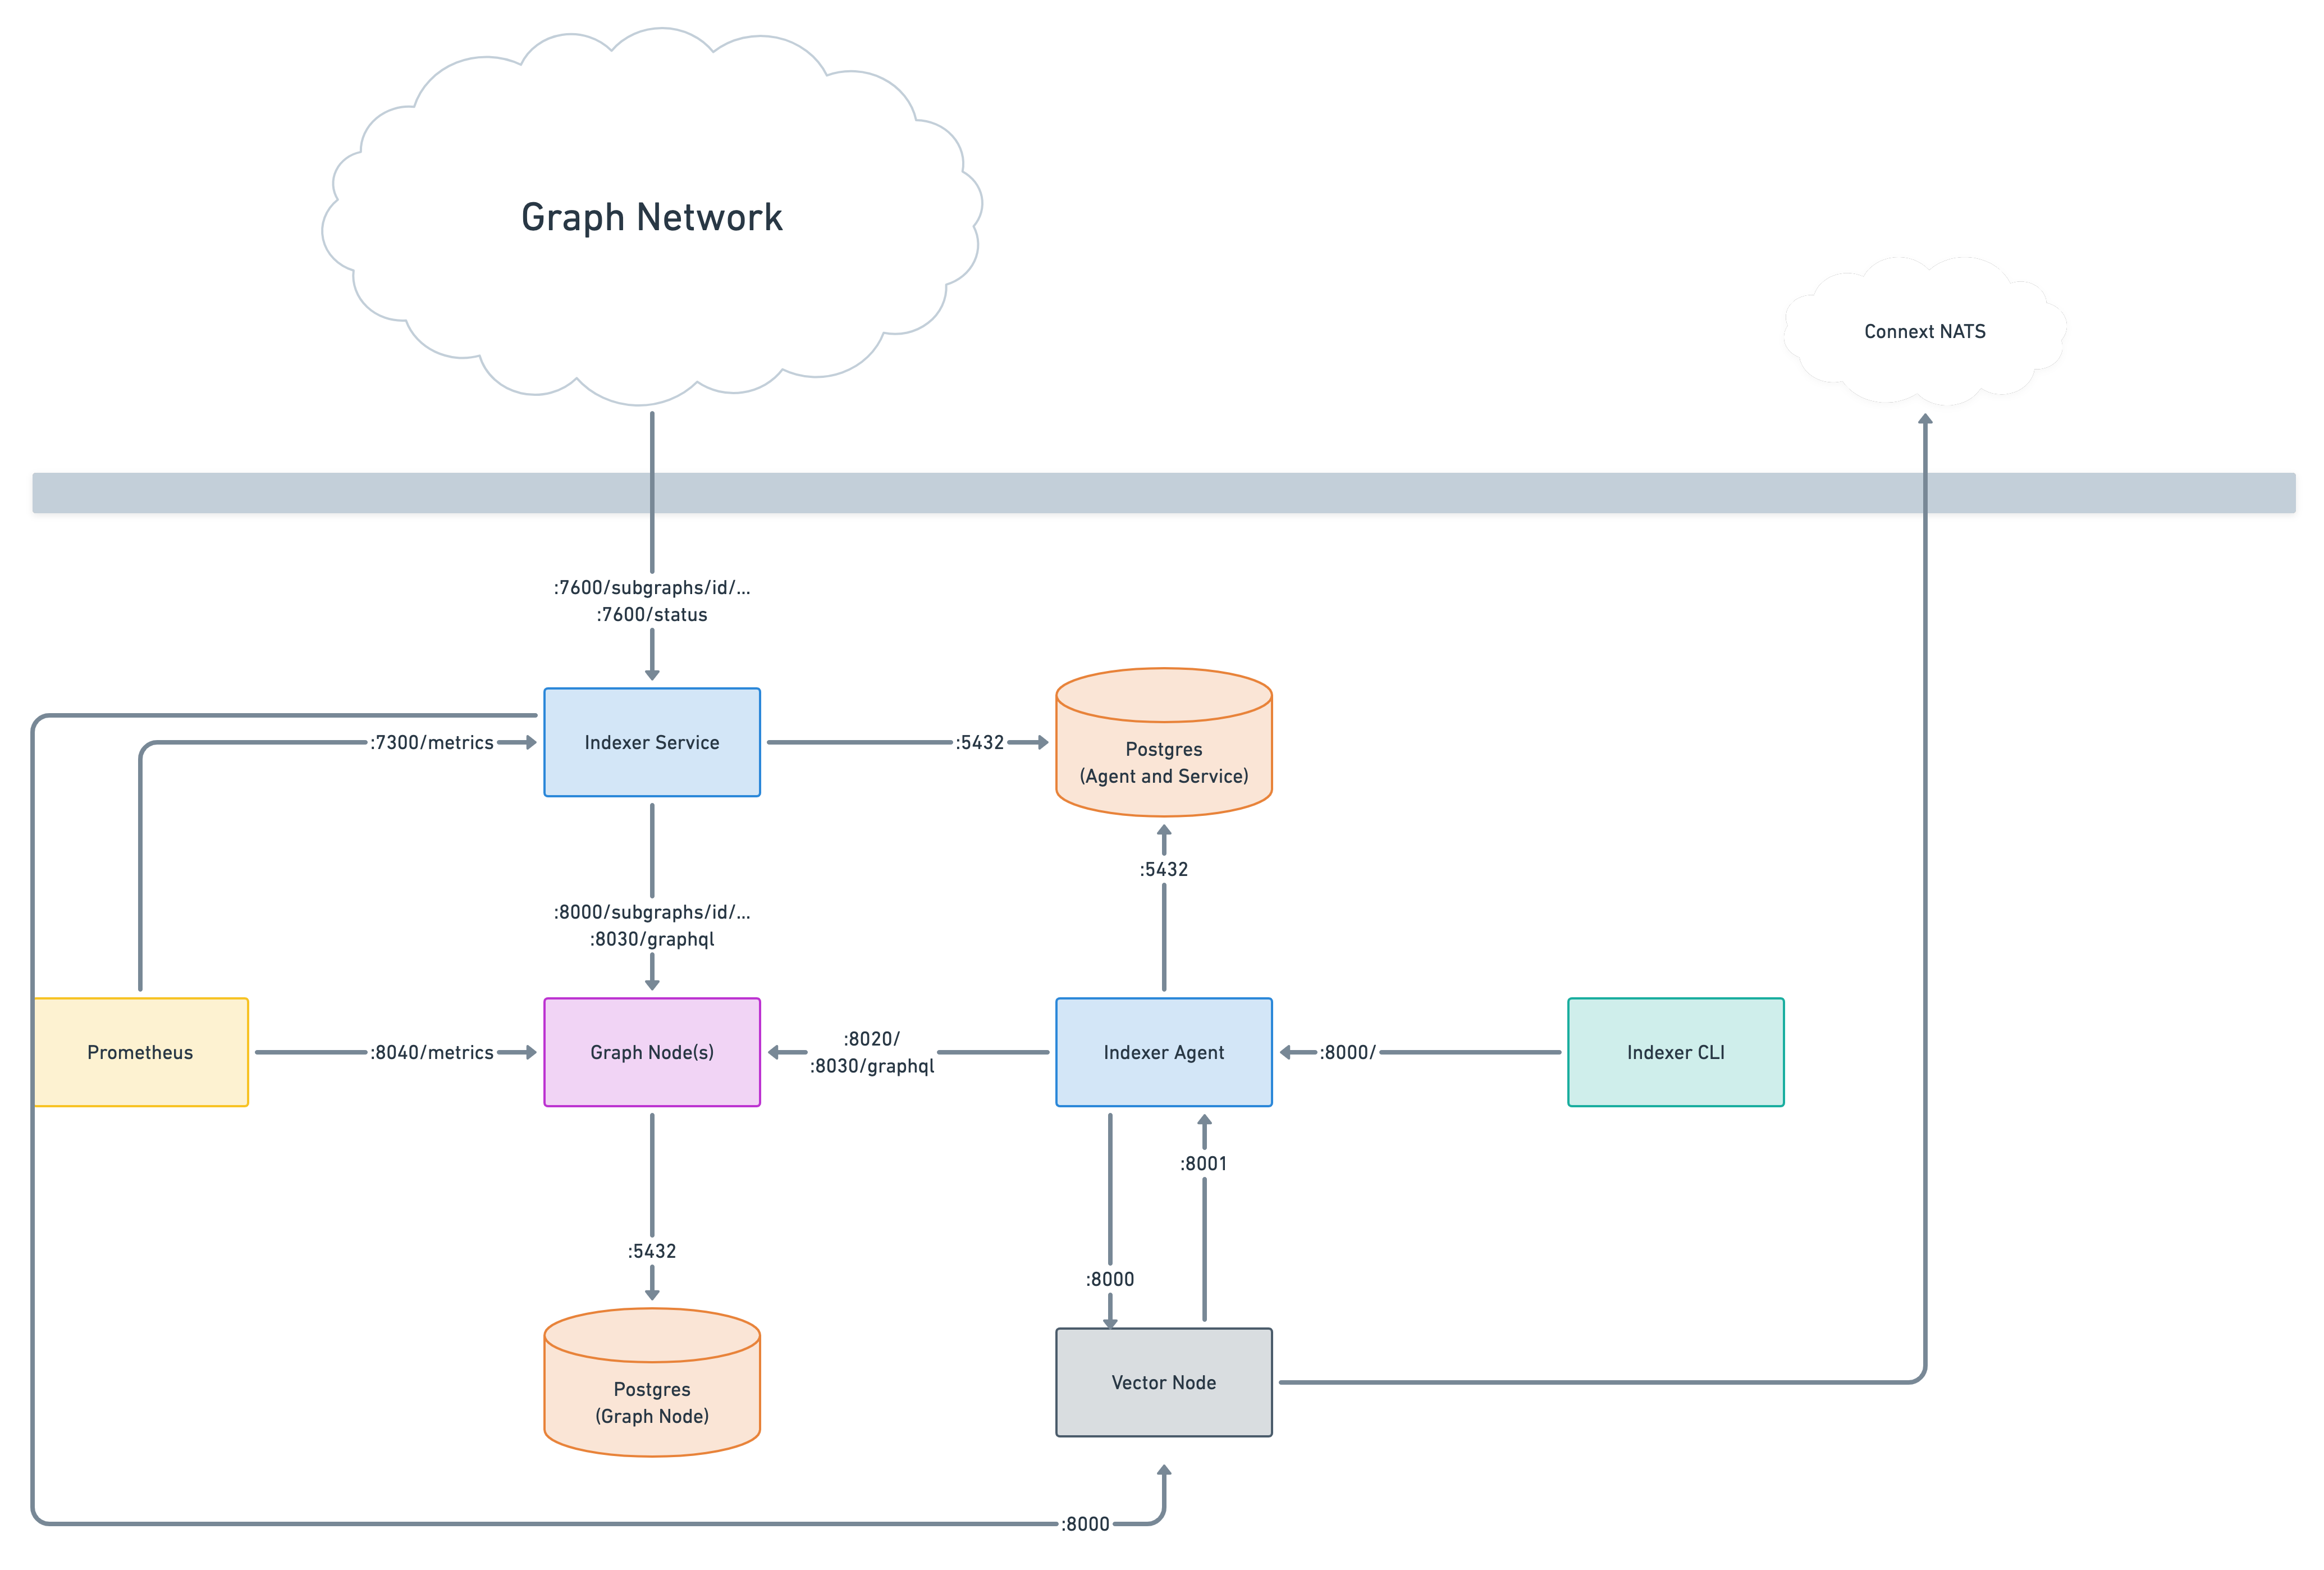 Graph Network
Connext NATS
:7600/subgraphs/id/...
:7600/status
:7300/metrics
Indexer Service
:5432
Postgres
(Agent and Service)
:5432
:8000/subgraphs/id/...
:8030/graphql
Prometheus
:8040/metrics
Graph Node(s)
:8020/
:8030/graphql
Indexer Agent
:8000/
Indexer CLI
:8001
:5432
:8000
Postgres
(Graph Node)
Vector Node
:8000